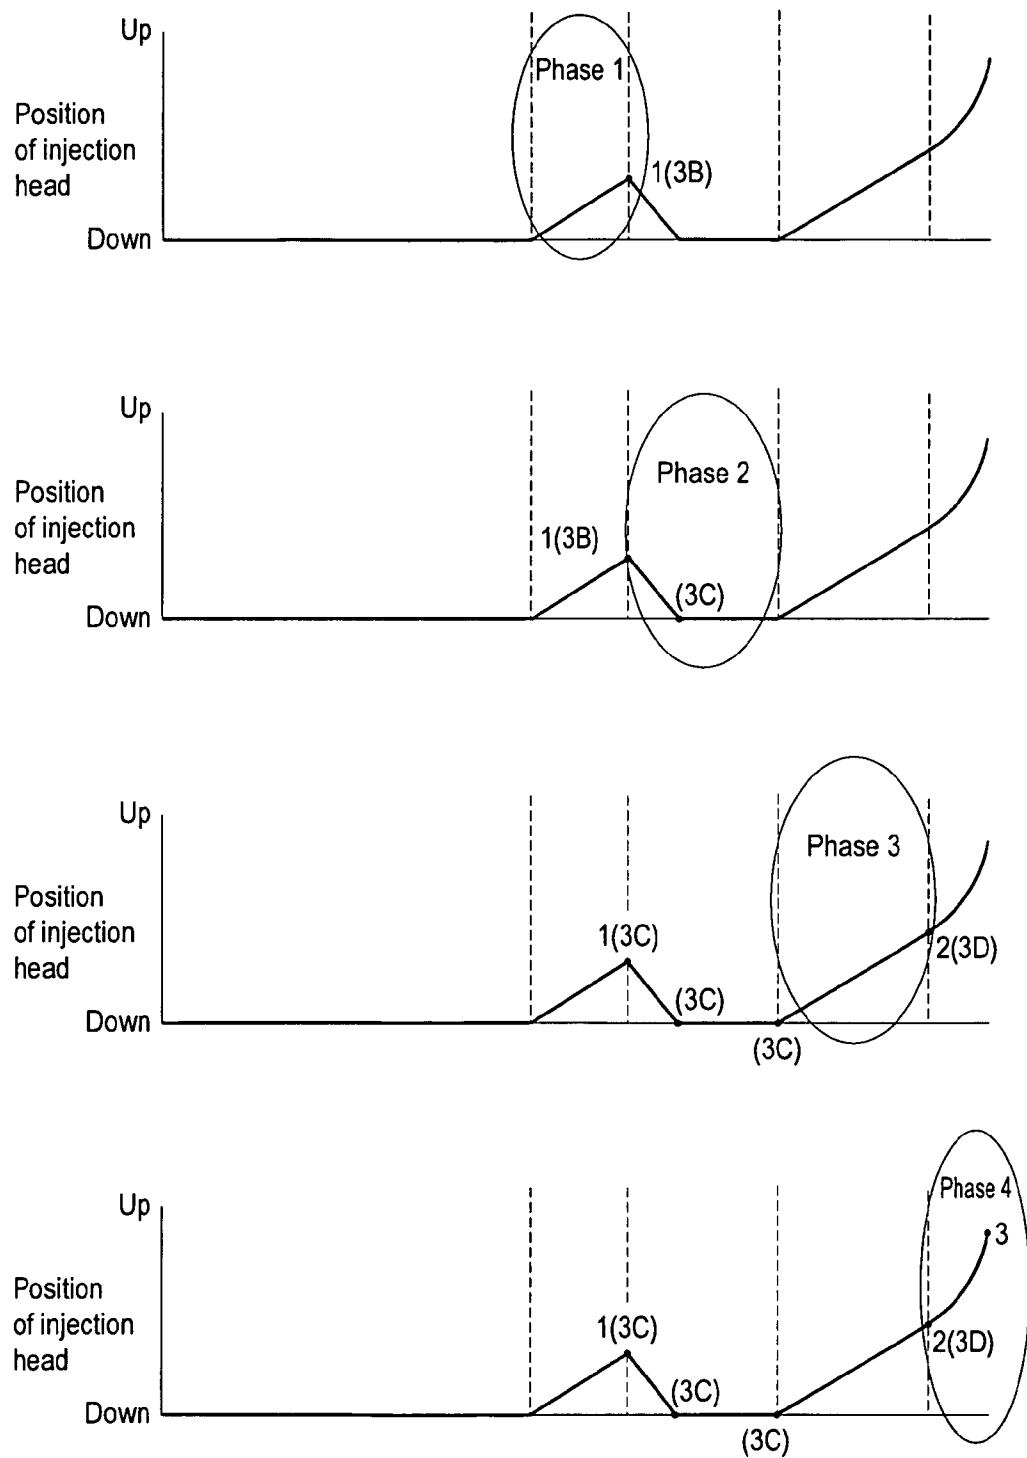 Up
Phase 1
Position
of injection
head
1(3B)
Down
Up
Phase 2
Position
of injection
head
1(3B)
(3C)
Down
Up
Phase 3
Position
of injection
head
1(3C)
2(3D)
(3C)
Down
(3C)
Phase 4
Up
3
Position
of injection
head
1(3C)
2(3D)
(3C)
Down
(3C)